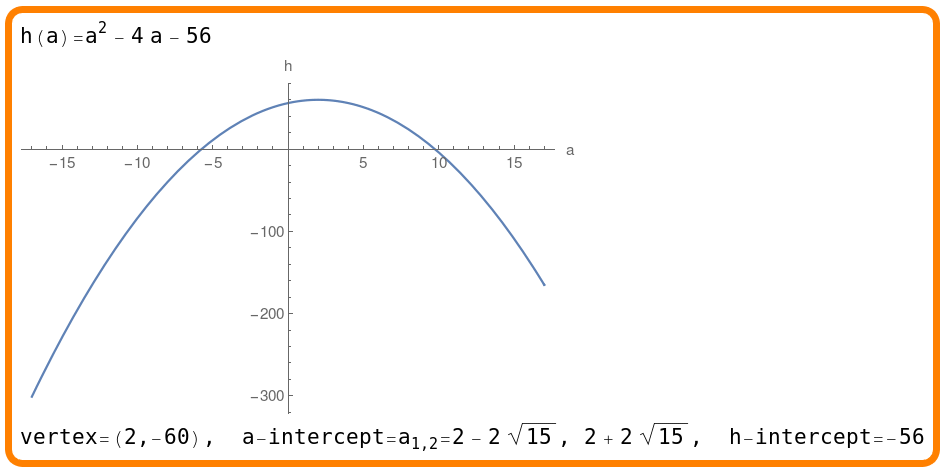 h(a)=a² - 4 a - 56
h
a
-15 -10 -5 5 10 15
-100
-200
-300
vertex=(2,-60), a-intercept=a₁,₂=2 - 2 √15, 2 + 2 √15, h-intercept=-56